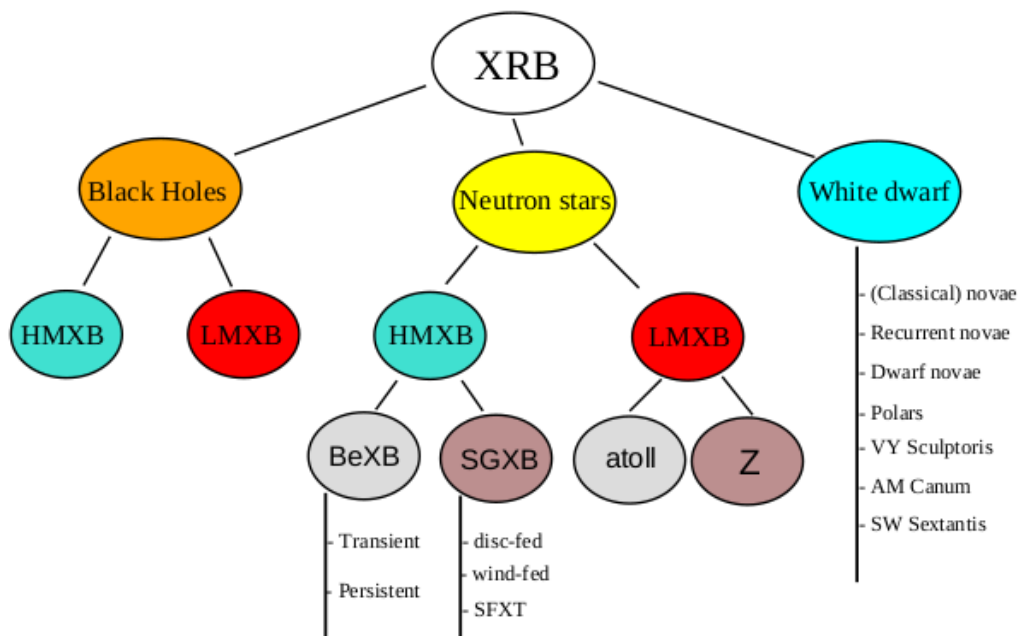 XRB
Black Holes
Neutron stars
White dwarf
HMXB
LMXB
HMXB
LMXB
BeXB
SGXB
atoll
Z
- Transient
- Persistent
- disc-fed
- wind-fed
- SFXT
- (Classical) novae
- Recurrent novae
- Dwarf novae
- Polars
- VY Sculptoris
- AM Canum
- SW Sextantis